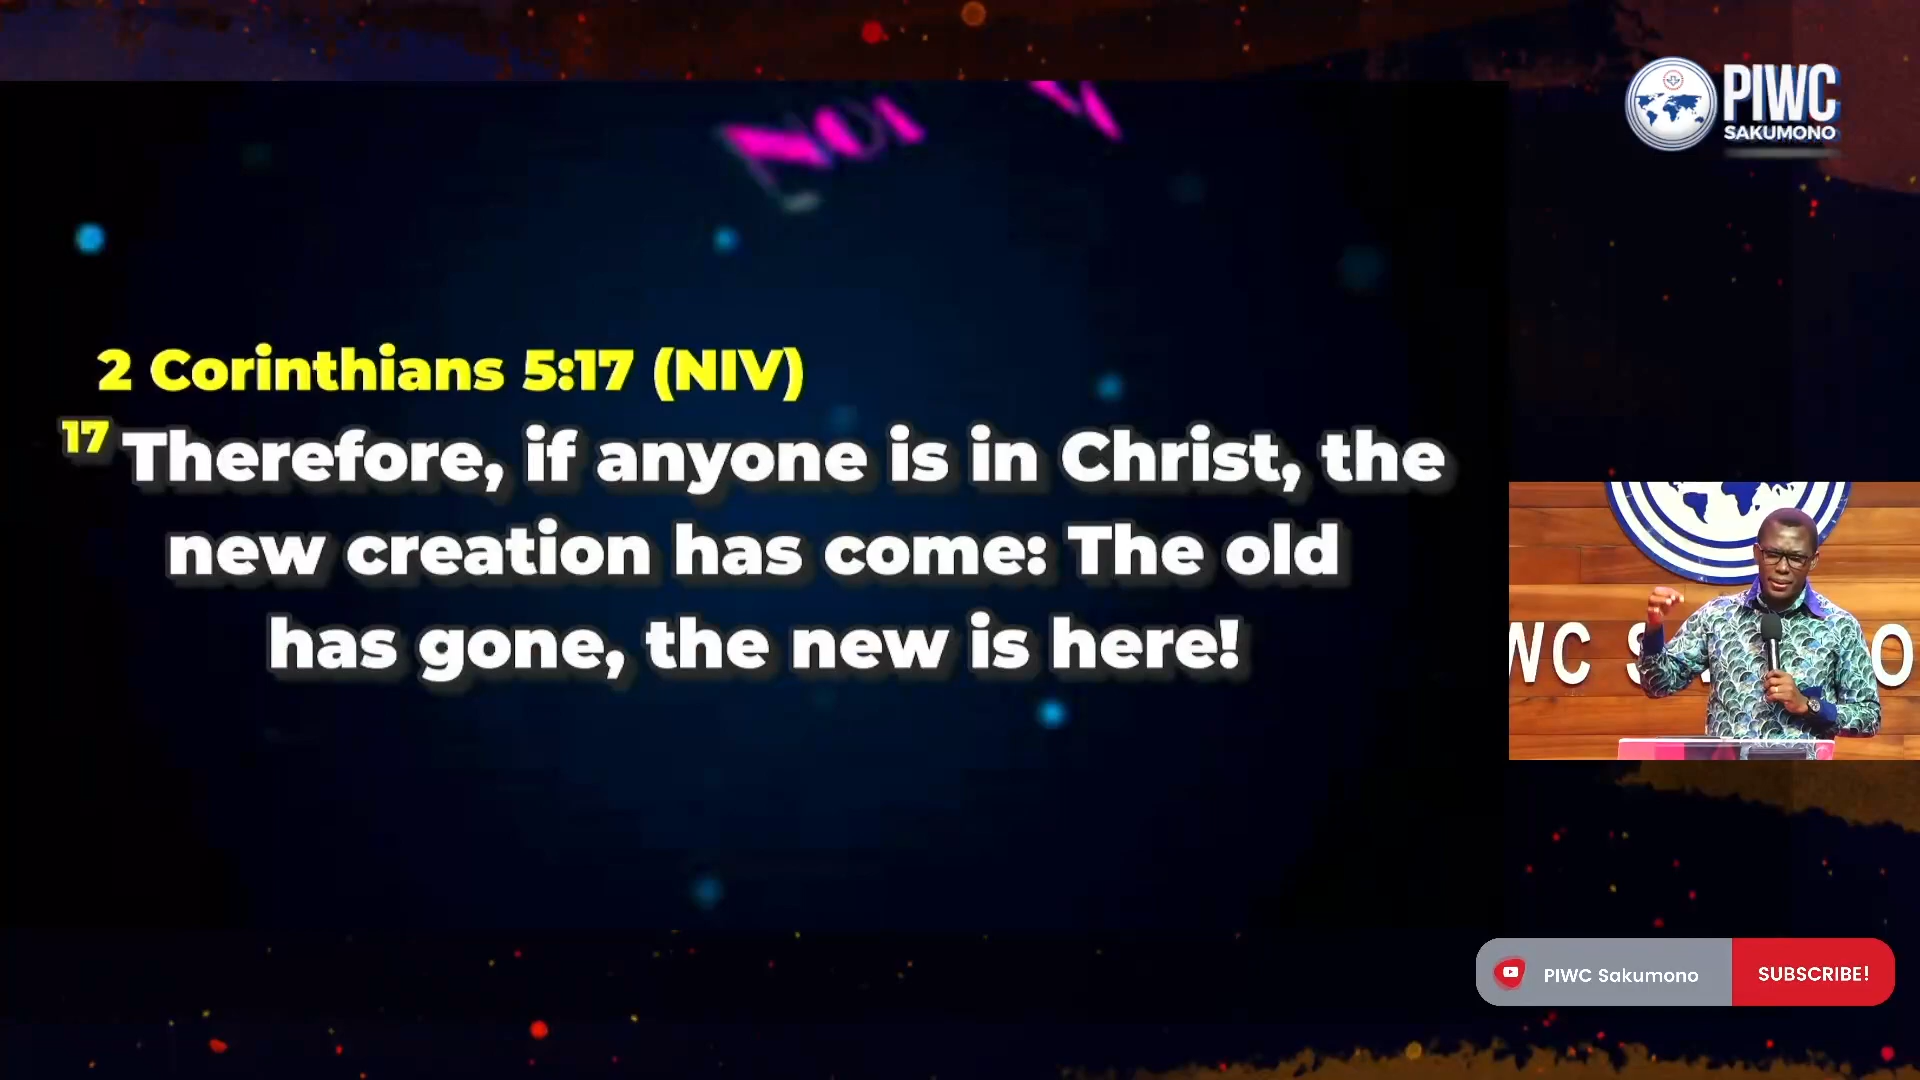 PIWC
SAKUMONO
2 Corinthians 5:17 (NIV)
17 Therefore, if anyone is in Christ, the
new creation has come: The old
has gone, the new is here!
PIWC Sakumono
SUBSCRIBE!